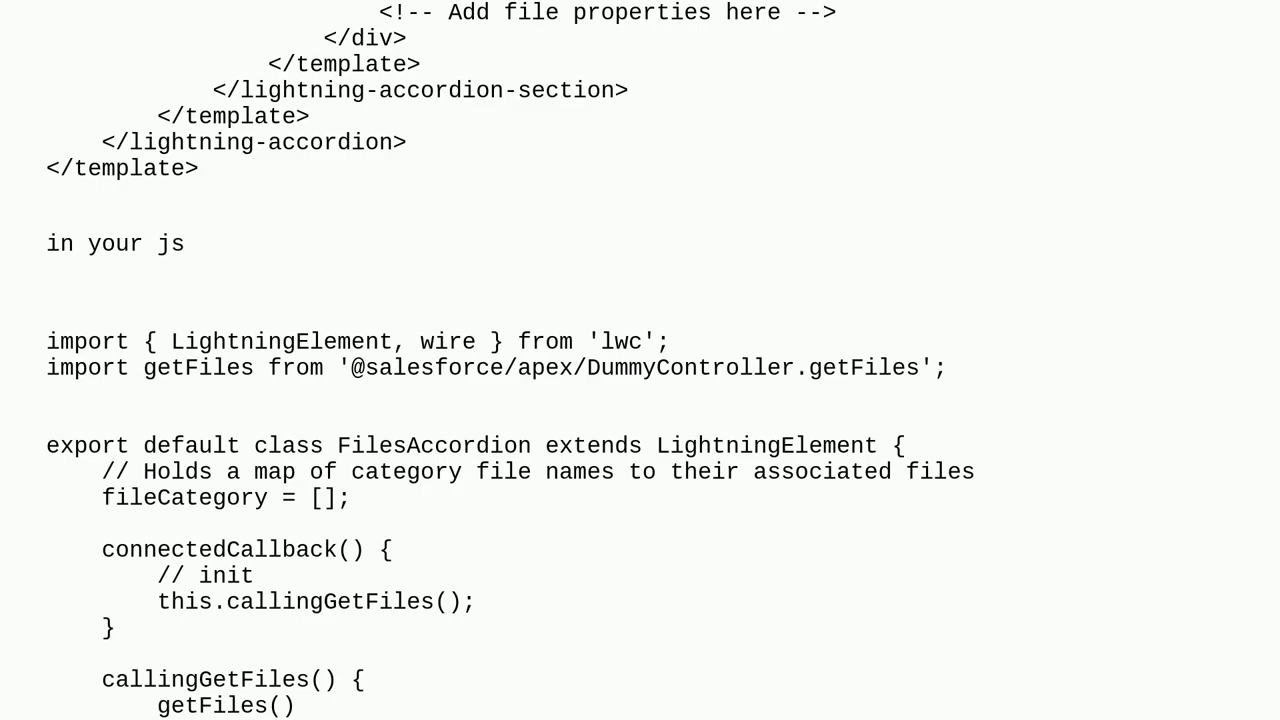 <!-- Add file properties here -->
</div>
</template>
</lightning-accordion-section>
</template>
</lightning-accordion>
</template>
in your js
import { LightningElement, wire } from 'lwc';
import getFiles from '@salesforce/apex/DummyController.getFiles';
export default class FilesAccordion extends LightningElement {
// Holds a map of category file names to their associated files
fileCategory = [];
connectedCallback() {
// init
this.callingGetFiles();
}
callingGetFiles() {
getFiles()